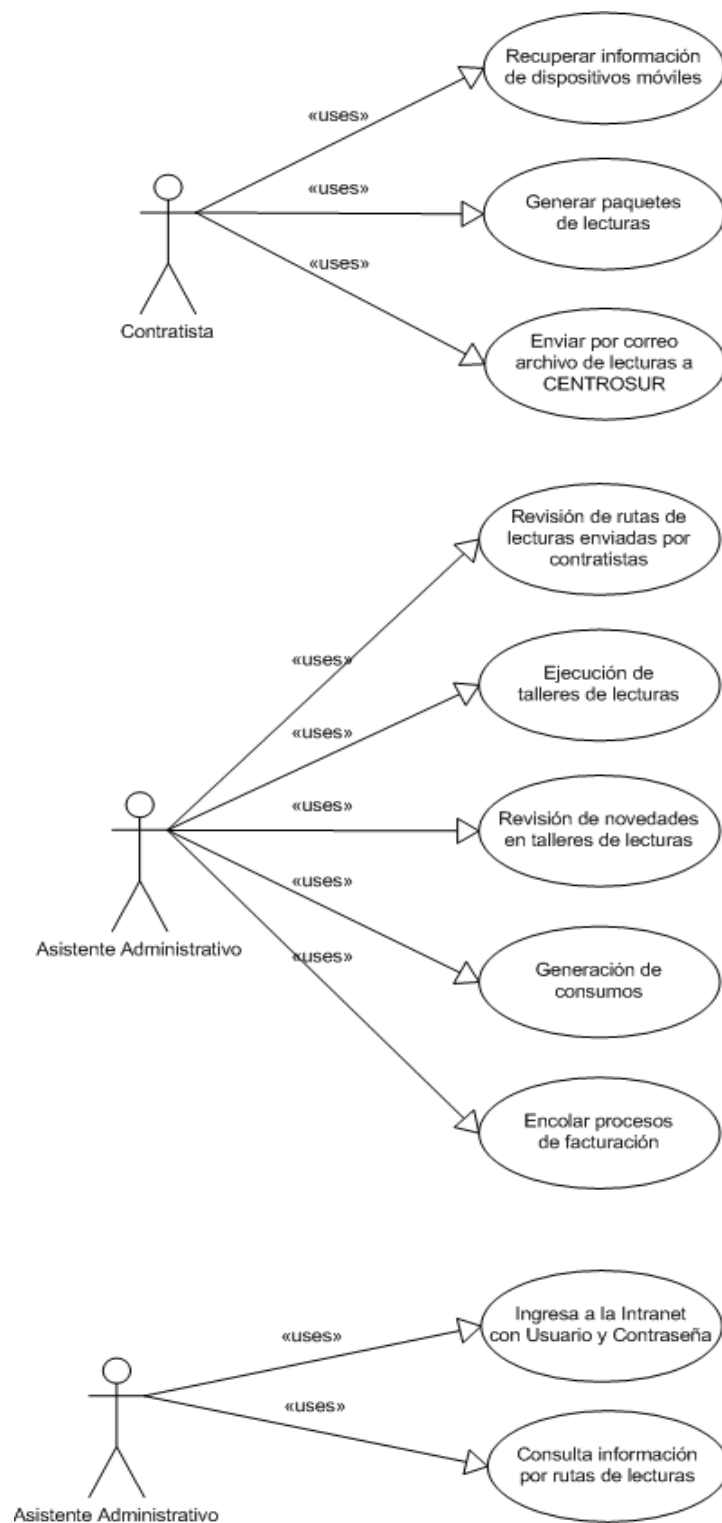 Recuperar información
de dispositivos móviles
«uses»
«uses»
Generar paquetes
de lecturas
«uses»
Contratista
Enviar por correo
archivo de lecturas a
CENTROSUR
Revisión de rutas de
lecturas enviadas por
contratistas
«uses»
Ejecución de
talleres de lecturas
«uses»
«uses»
Revisión de novedades
en talleres de lecturas
«uses»
Asistente Administrativo
«uses»
Generación de
consumos
Encolar procesos
de facturación
Ingresa a la Intranet
con Usuario y Contraseña
«uses»
«uses»
Consulta información
por rutas de lecturas
Asistente Administrativo